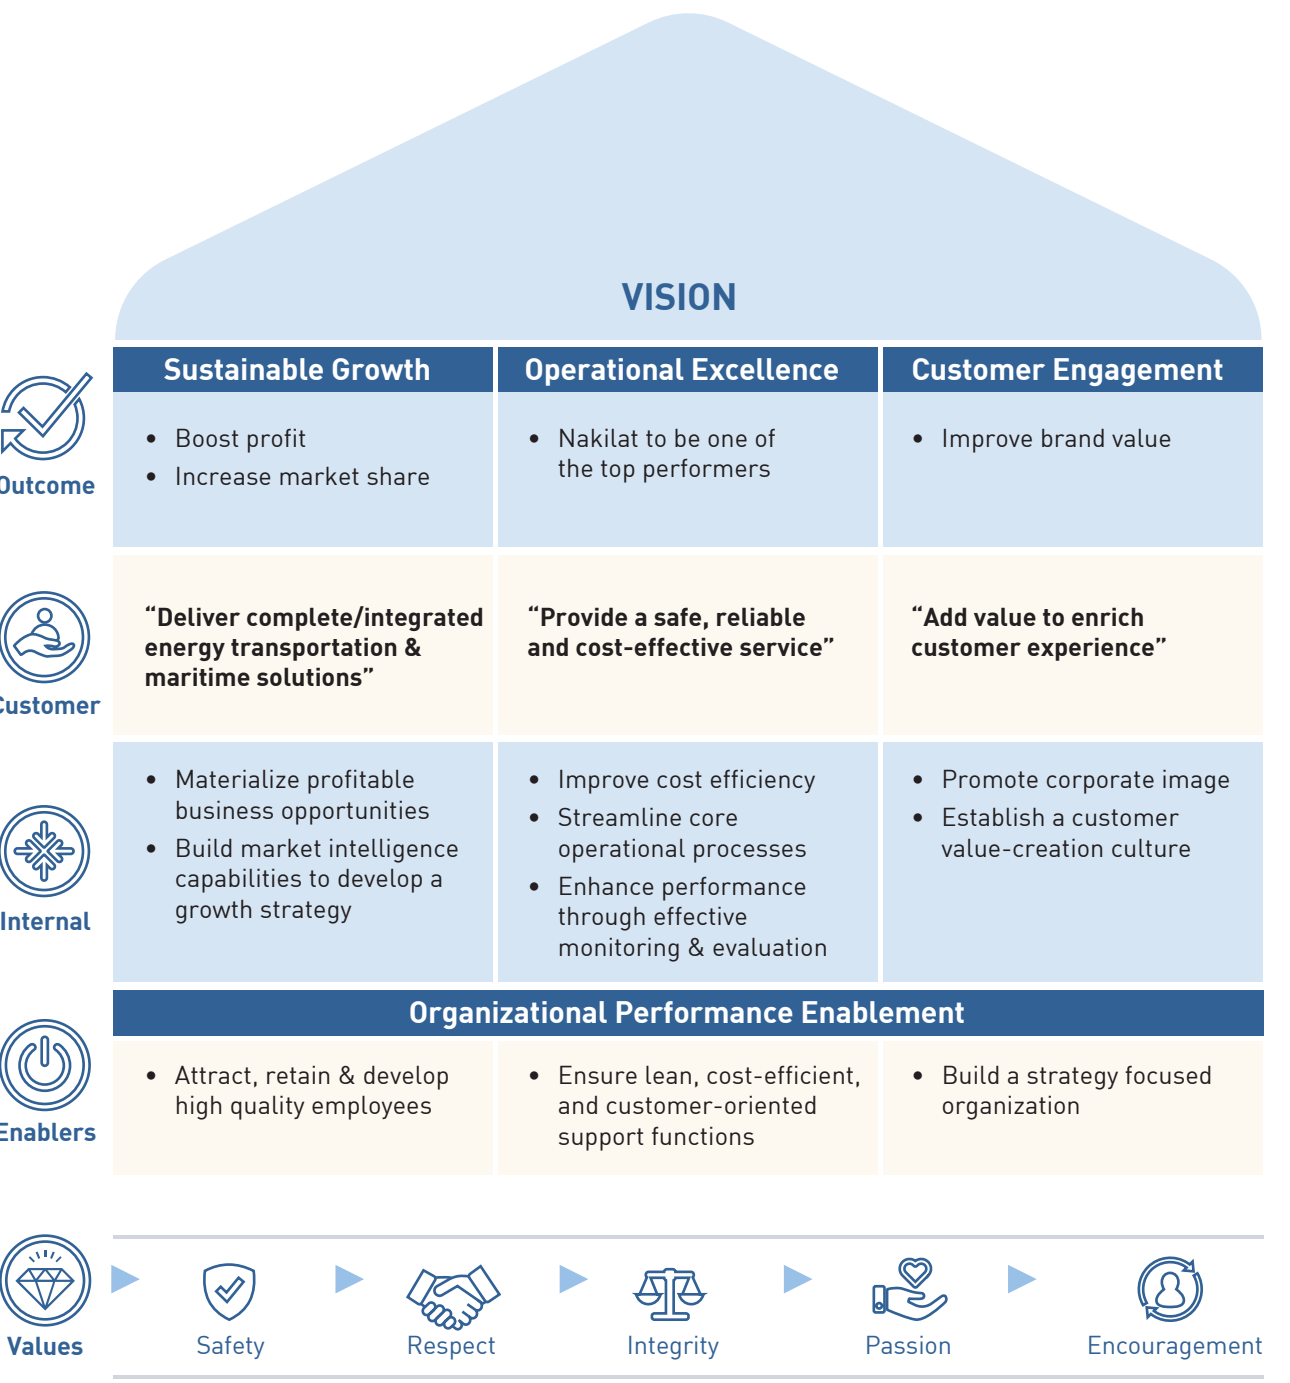 VISION
Sustainable Growth
Operational Excellence
Customer Engagement
Outcome
• Boost profit
• Increase market share
• Nakilat to be one of
the top performers
• Improve brand value
Customer
“Deliver complete/integrated
energy transportation &
maritime solutions”
“Provide a safe, reliable
and cost-effective service”
“Add value to enrich
customer experience”
Internal
• Materialize profitable
business opportunities
• Build market intelligence
capabilities to develop a
growth strategy
• Improve cost efficiency
• Streamline core
operational processes
• Enhance performance
through effective
monitoring & evaluation
• Promote corporate image
• Establish a customer
value-creation culture
Organizational Performance Enablement
Enablers
• Attract, retain & develop
high quality employees
• Ensure lean, cost-efficient,
and customer-oriented
support functions
• Build a strategy focused
organization
Values
Safety
Respect
Integrity
Passion
Encouragement